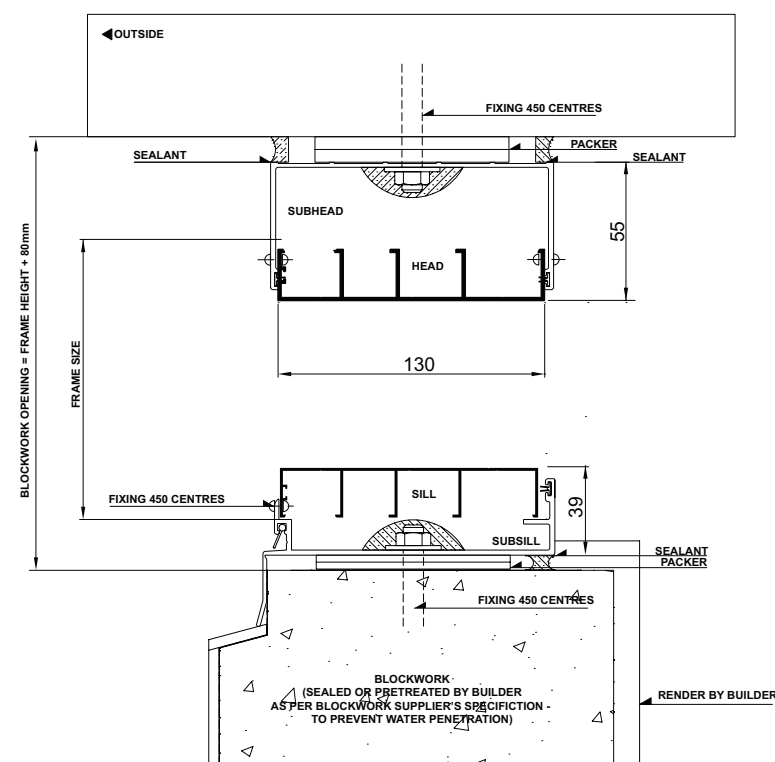 OUTSIDE
FIXING 450 CENTRES
PACKER
SEALANT
SEALANT
SUBHEAD
55
HEAD
BLOCKWORK OPENING = FRAME HEIGHT + 80mm
FRAME SIZE
130
SILL
FIXING 450 CENTRES
39
SUBSILL
SEALANT
PACKER
FIXING 450 CENTRES
BLOCKWORK
(SEALED OR PRETREATED BY BUILDER
AS PER BLOCKWORK SUPPLIER'S SPECIFICTION -
TO PREVENT WATER PENETRATION)
RENDER BY BUILDER